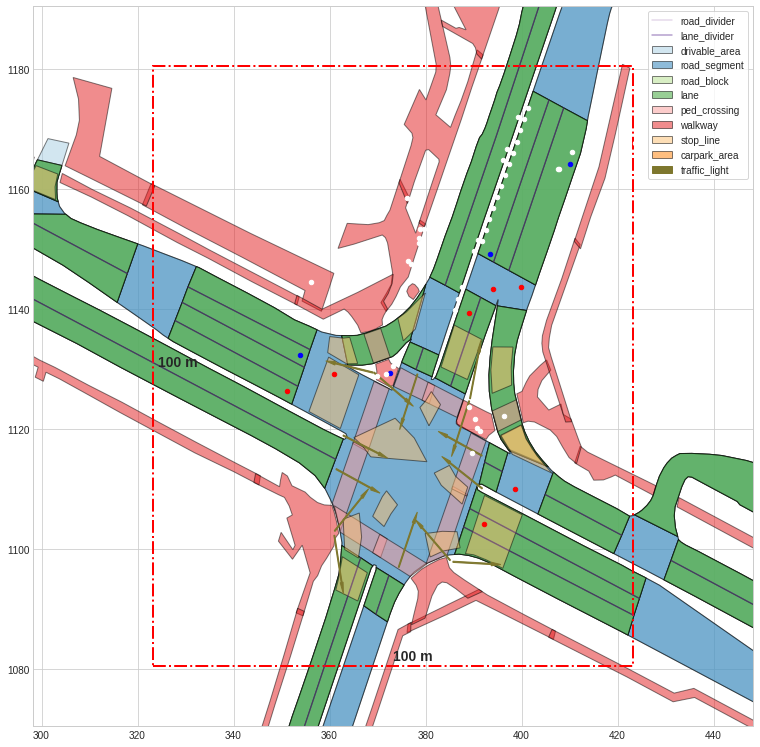 road_divider
lane_divider
drivable_area
road_segment
road_block
lane
ped_crossing
walkway
stop_line
carpark_area
traffic_light
1180
1160
1140
1120
1100
1080
100 m
100 m
300
320
340
360
380
400
420
440